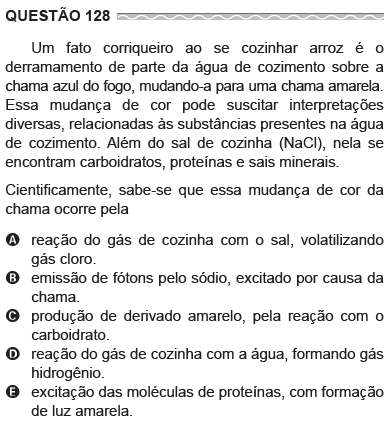 QUESTÃO 128
Um fato corriqueiro ao se cozinhar arroz é o
derramamento de parte da água de cozimento sobre a
chama azul do fogo, mudando-a para uma chama amarela.
Essa mudança de cor pode suscitar interpretações
diversas, relacionadas às substâncias presentes na água
de cozimento. Além do sal de cozinha (NaCl), nela se
encontram carboidratos, proteínas e sais minerais.
Cientificamente, sabe-se que essa mudança de cor da
chama ocorre pela
A reação do gás de cozinha com o sal, volatilizando
gás cloro.
B emissão de fótons pelo sódio, excitado por causa da
chama.
C produção de derivado amarelo, pela reação com o
carboidrato.
D reação do gás de cozinha com a água, formando gás
hidrogênio.
E excitação das moléculas de proteínas, com formação
de luz amarela.